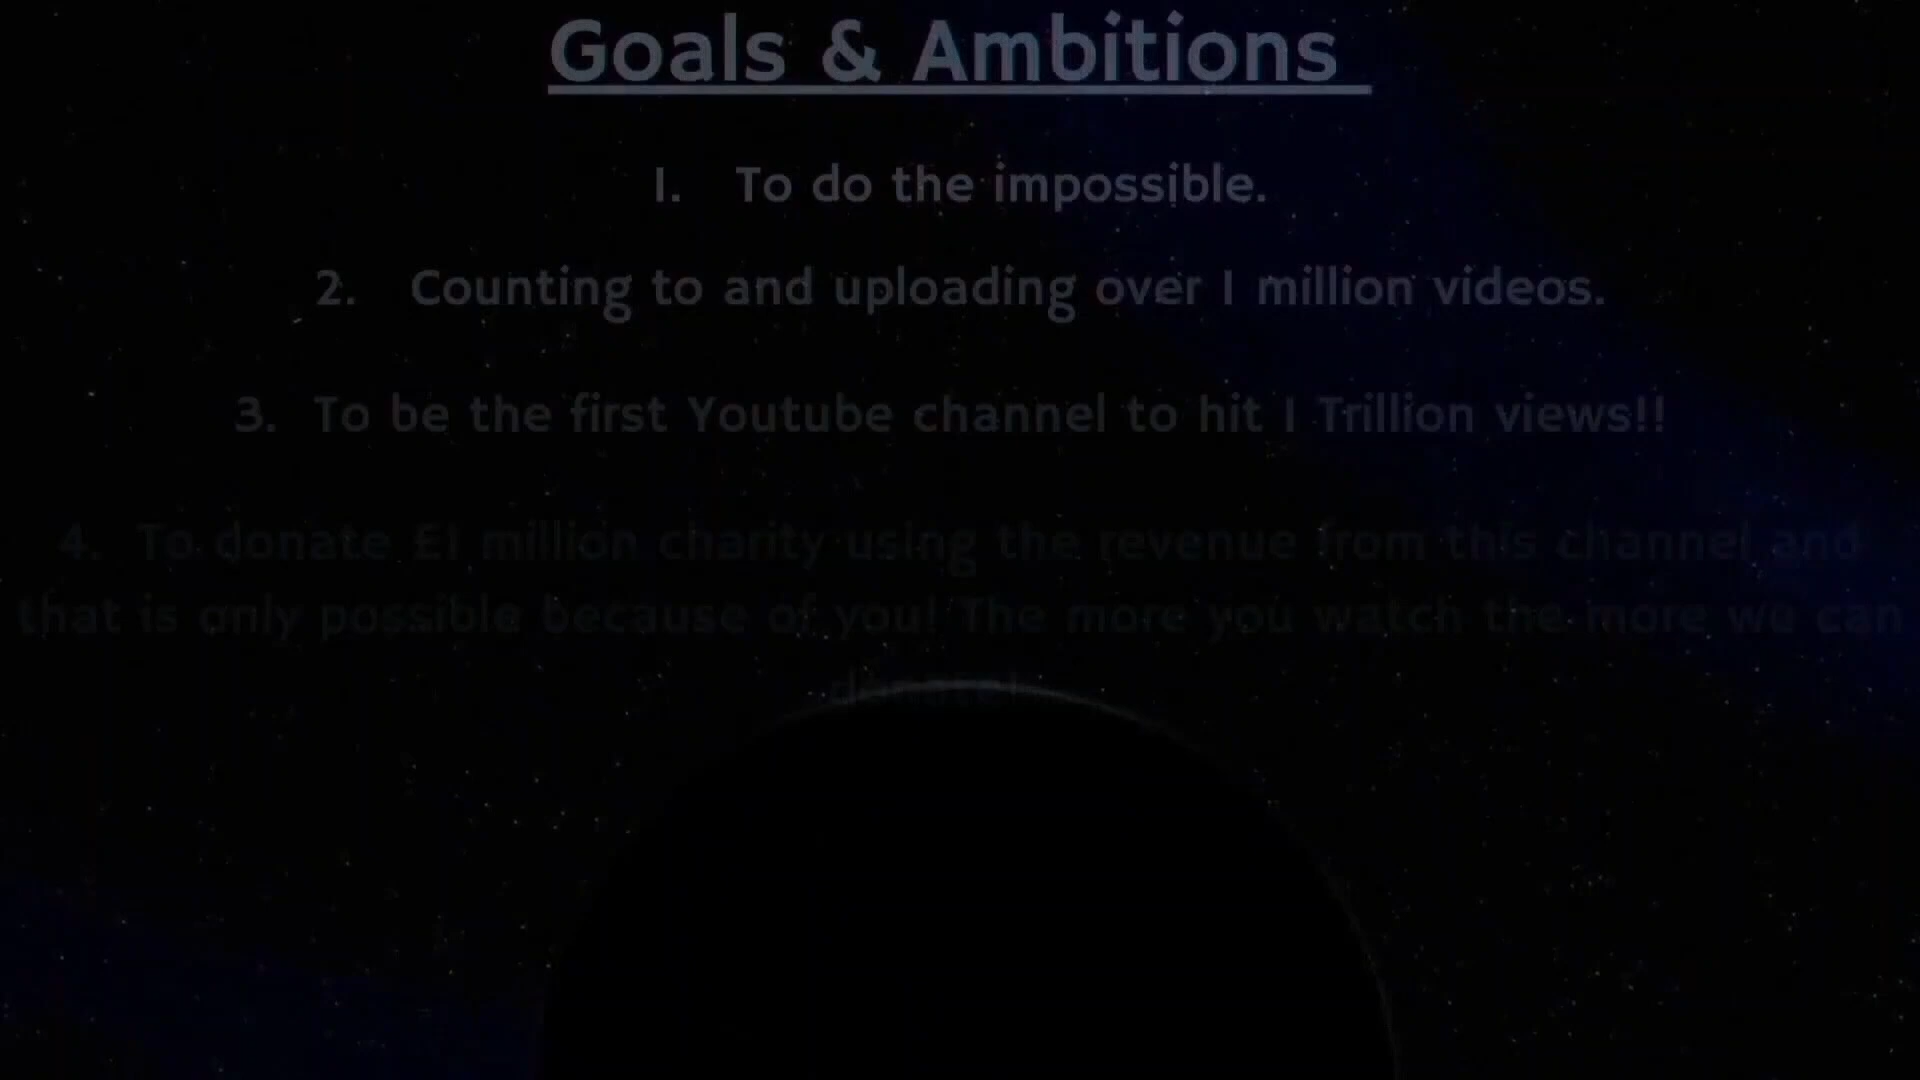 Goals & Ambitions
1. To do the impossible.
2. Counting to and uploading over 1 million videos.
3. To be the first Youtube channel to hit 1 Trillion views!!
4. To donate £1 million charity using the revenue from this channel and
that is only possible because of you! The more you watch the more we can
donate!